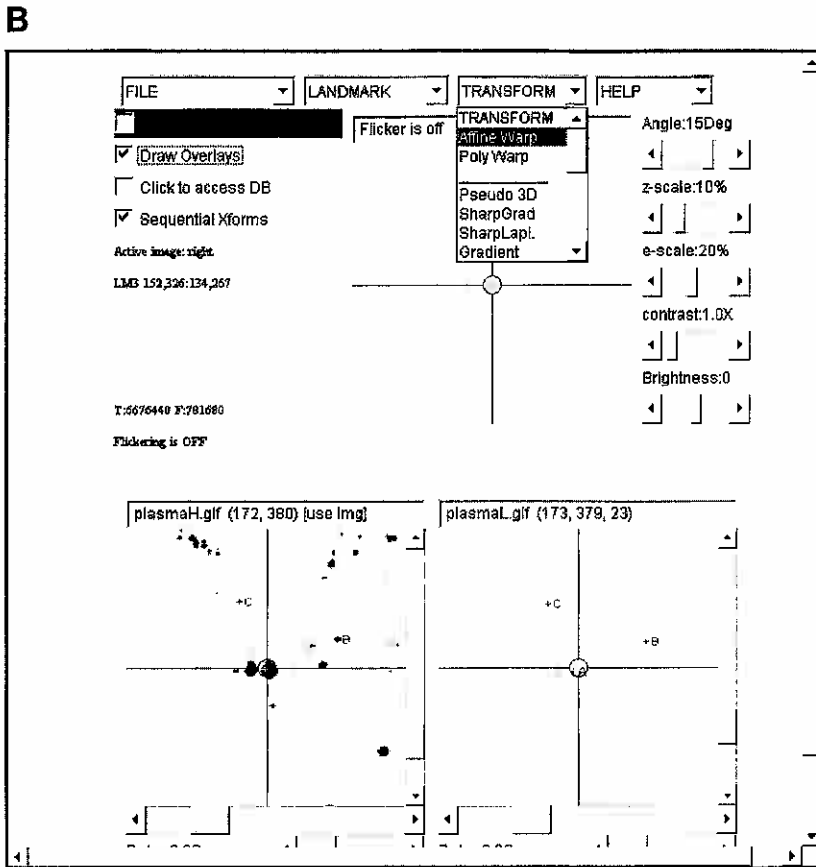 B
FILE LANDMARK TRANSFORM HELP
Flicker is off
TRANSFORM
Affine Warp
Poly Warp
Pseudo 3D
SharpGrad
SharpLapl.
Gradient
Draw Overlays
Click to access DB
Sequential Xforms
Active image: right
LM3 152,326:134,267
T:6676440 F:781680
Flickering is OFF
Angle:15Deg
z-scale:10%
e-scale:20%
contrast:1.0X
Brightness:0
plasmaH.gif (172, 380) [use Img]
+C
+B
plasmaL.gif (173, 379, 23)
+C
+B